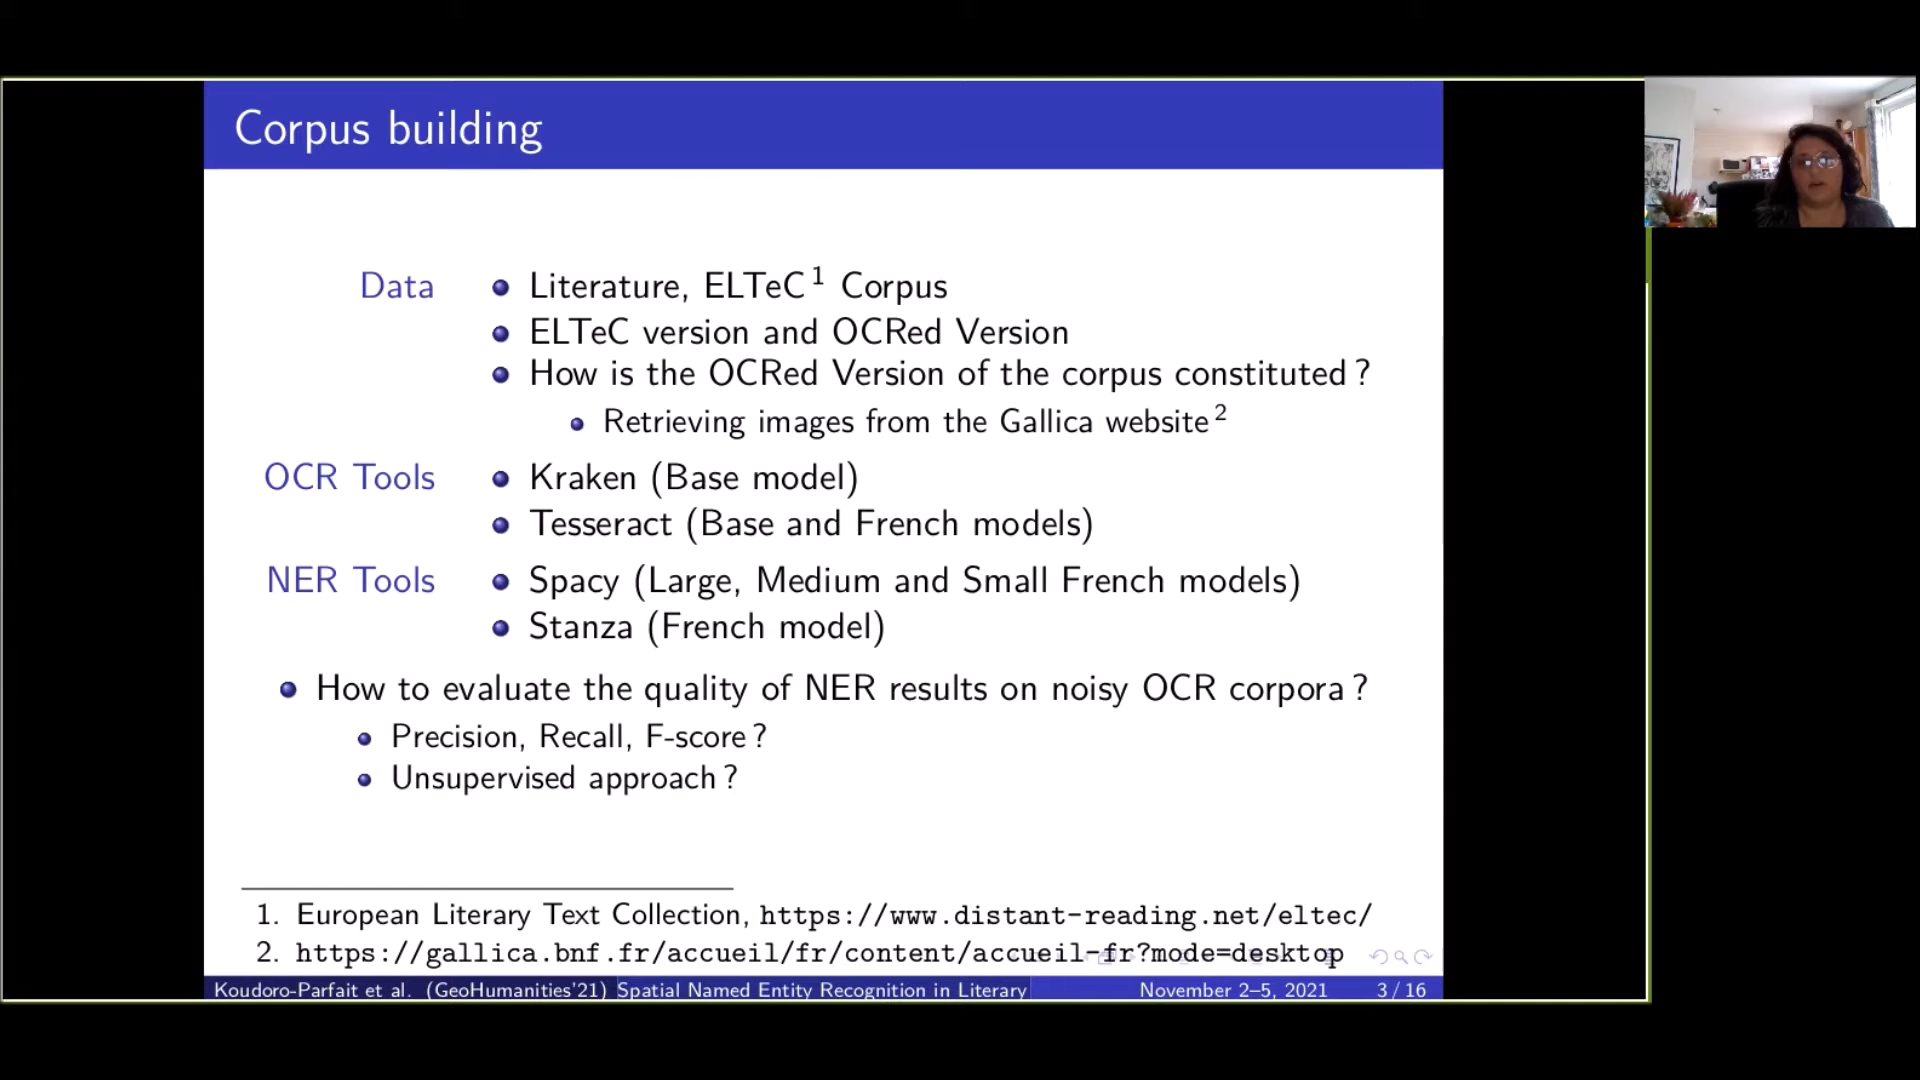 Corpus building
Data • Literature, ELTeC¹ Corpus
• ELTeC version and OCRed Version
• How is the OCRed Version of the corpus constituted ?
• Retrieving images from the Gallica website²
OCR Tools • Kraken (Base model)
• Tesseract (Base and French models)
NER Tools • Spacy (Large, Medium and Small French models)
• Stanza (French model)
• How to evaluate the quality of NER results on noisy OCR corpora ?
• Precision, Recall, F-score ?
• Unsupervised approach ?
1. European Literary Text Collection, https://www.distant-reading.net/eltec/
2. https://gallica.bnf.fr/accueil/fr/content/accueil-fr?mode=desktop
Koudoro-Parfait et al. (GeoHumanities'21) Spatial Named Entity Recognition in Literary November 2–5, 2021 3 / 16